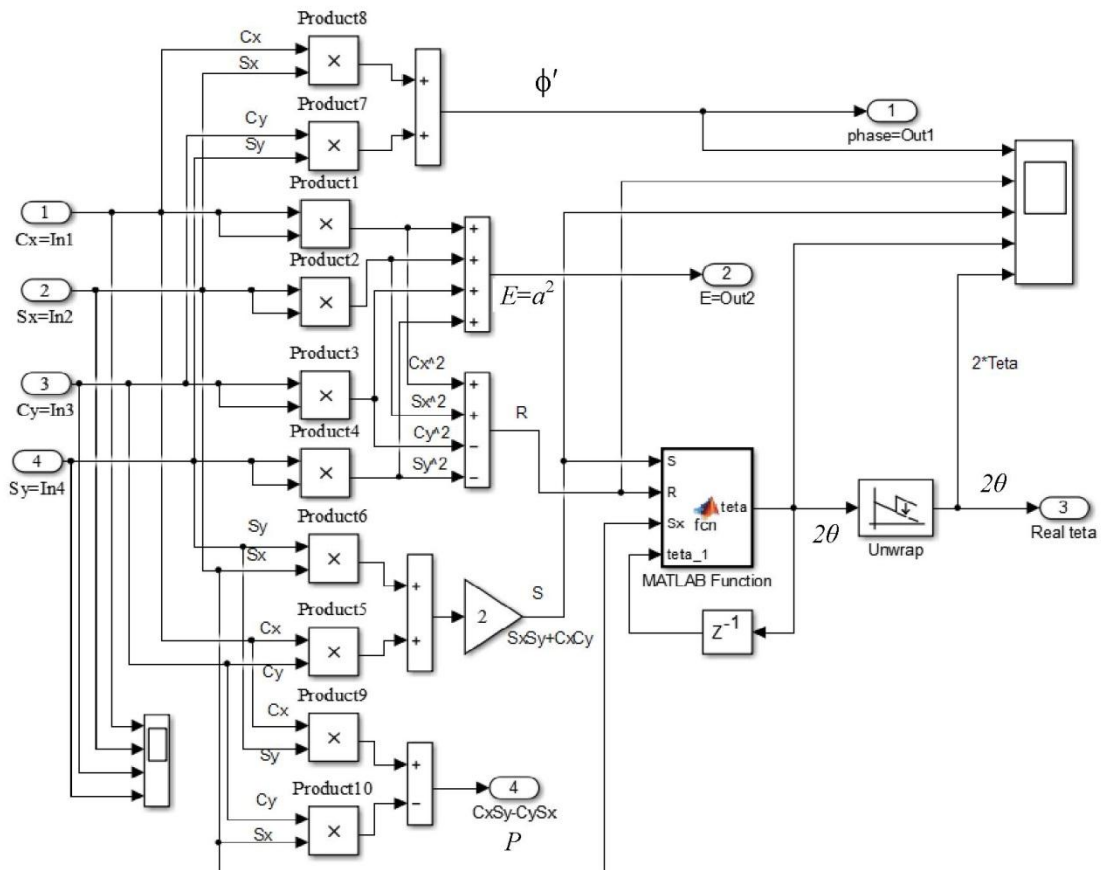 Product8
Cx
Sx
×
+
+
ϕ′
1
phase=Out1
Product7
Cy
Sy
×
Product1
1
Cx=In1
×
Product2
2
Sx=In2
×
+
+
+
+
E=a²
2
E=Out2
Product3
3
Cy=In3
×
Product4
4
Sy=In4
×
Cx^2
Sx^2
Cy^2
Sy^2
+
+
−
−
R
2*Teta
S
R
Sx
teta_1
fcn
teta
MATLAB Function
2θ
Unwrap
2θ
3
Real teta
Product6
Sy
Sx
×
+
+
2
S
SxSy+CxCy
Z⁻¹
Product5
Cx
Cy
×
Product9
Cx
Sy
×
+
−
4
CxSy-CySx
P
Product10
Cy
Sx
×